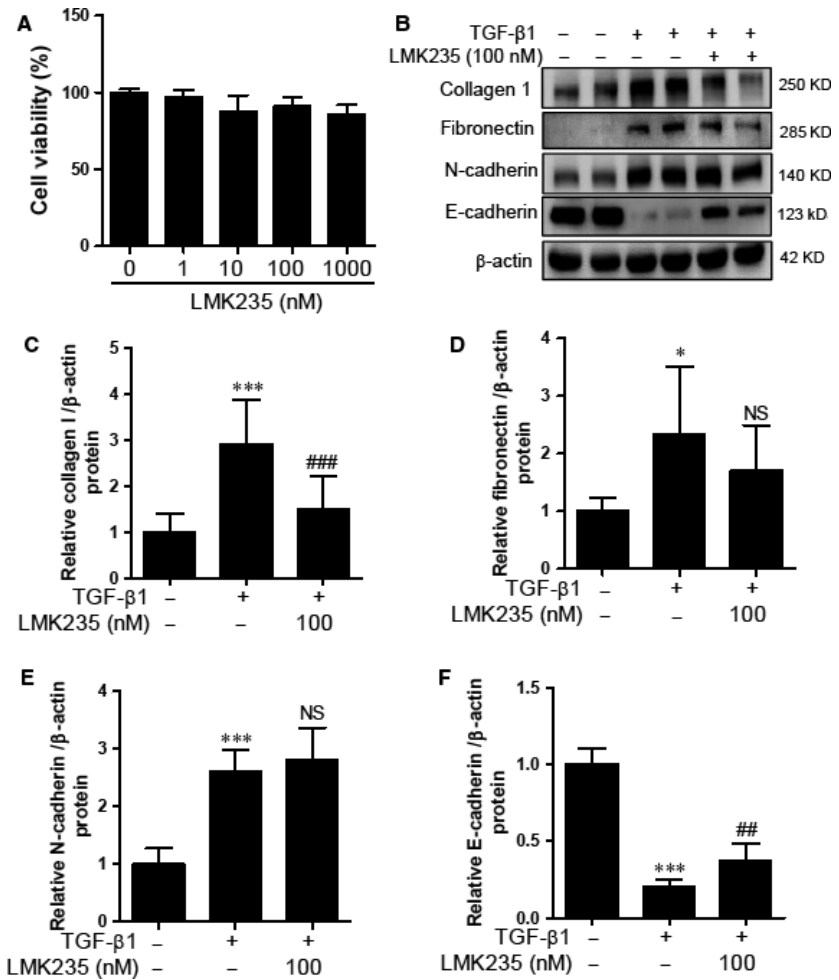 A
Cell viability (%)
150
100
50
0
0 1 10 100 1000
LMK235 (nM)
B
TGF-β1 – – + + + +
LMK235 (100 nM) – – – – + +
Collagen 1 250 KD
Fibronectin 285 KD
N-cadherin 140 KD
E-cadherin 123 kD
β-actin 42 KD
C
Relative collagen I /β-actin
protein
5
4
3
2
1
0
***
###
TGF-β1 – + +
LMK235 (nM) – – 100
D
Relative fibronectin /β-actin
protein
4
3
2
1
0
*
NS
TGF-β1 – + +
LMK235 (nM) – – 100
E
Relative N-cadherin /β-actin
protein
4
3
2
1
0
***
NS
TGF-β1 – + +
LMK235 (nM) – – 100
F
Relative E-cadherin /β-actin
protein
1.5
1.0
0.5
0.0
***
##
TGF-β1 – + +
LMK235 (nM) – – 100